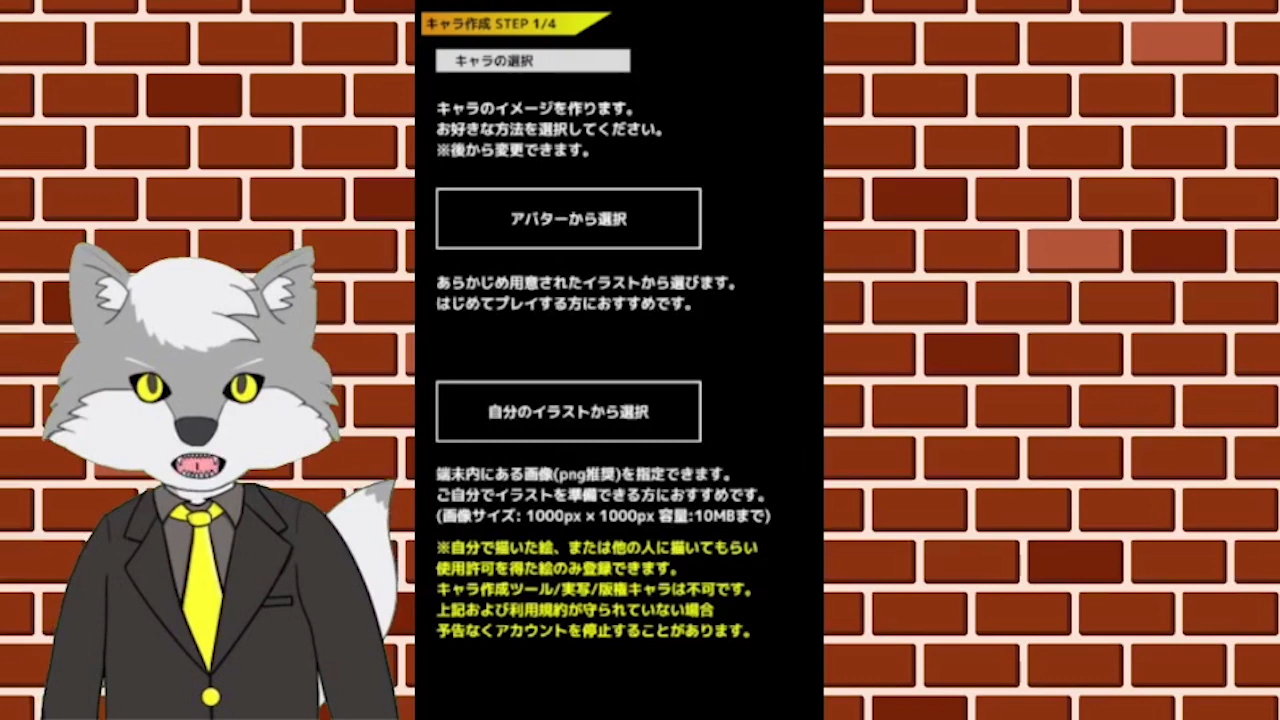 キャラ作成 STEP 1/4
キャラの選択
キャラのイメージを作ります。
お好きな方法を選択してください。
※後から変更できます。
アバターから選択
あらかじめ用意されたイラストから選びます。
はじめてプレイする方におすすめです。
自分のイラストから選択
端末内にある画像(png推奨)を指定できます。
ご自分でイラストを準備できる方におすすめです。
(画像サイズ: 1000px × 1000px 容量:10MBまで)
※自分で描いた絵、または他の人に描いてもらい
使用許可を得た絵のみ登録できます。
キャラ作成ツール/実写/版権キャラは不可です。
上記および利用規約が守られていない場合
予告なくアカウントを停止することがあります。